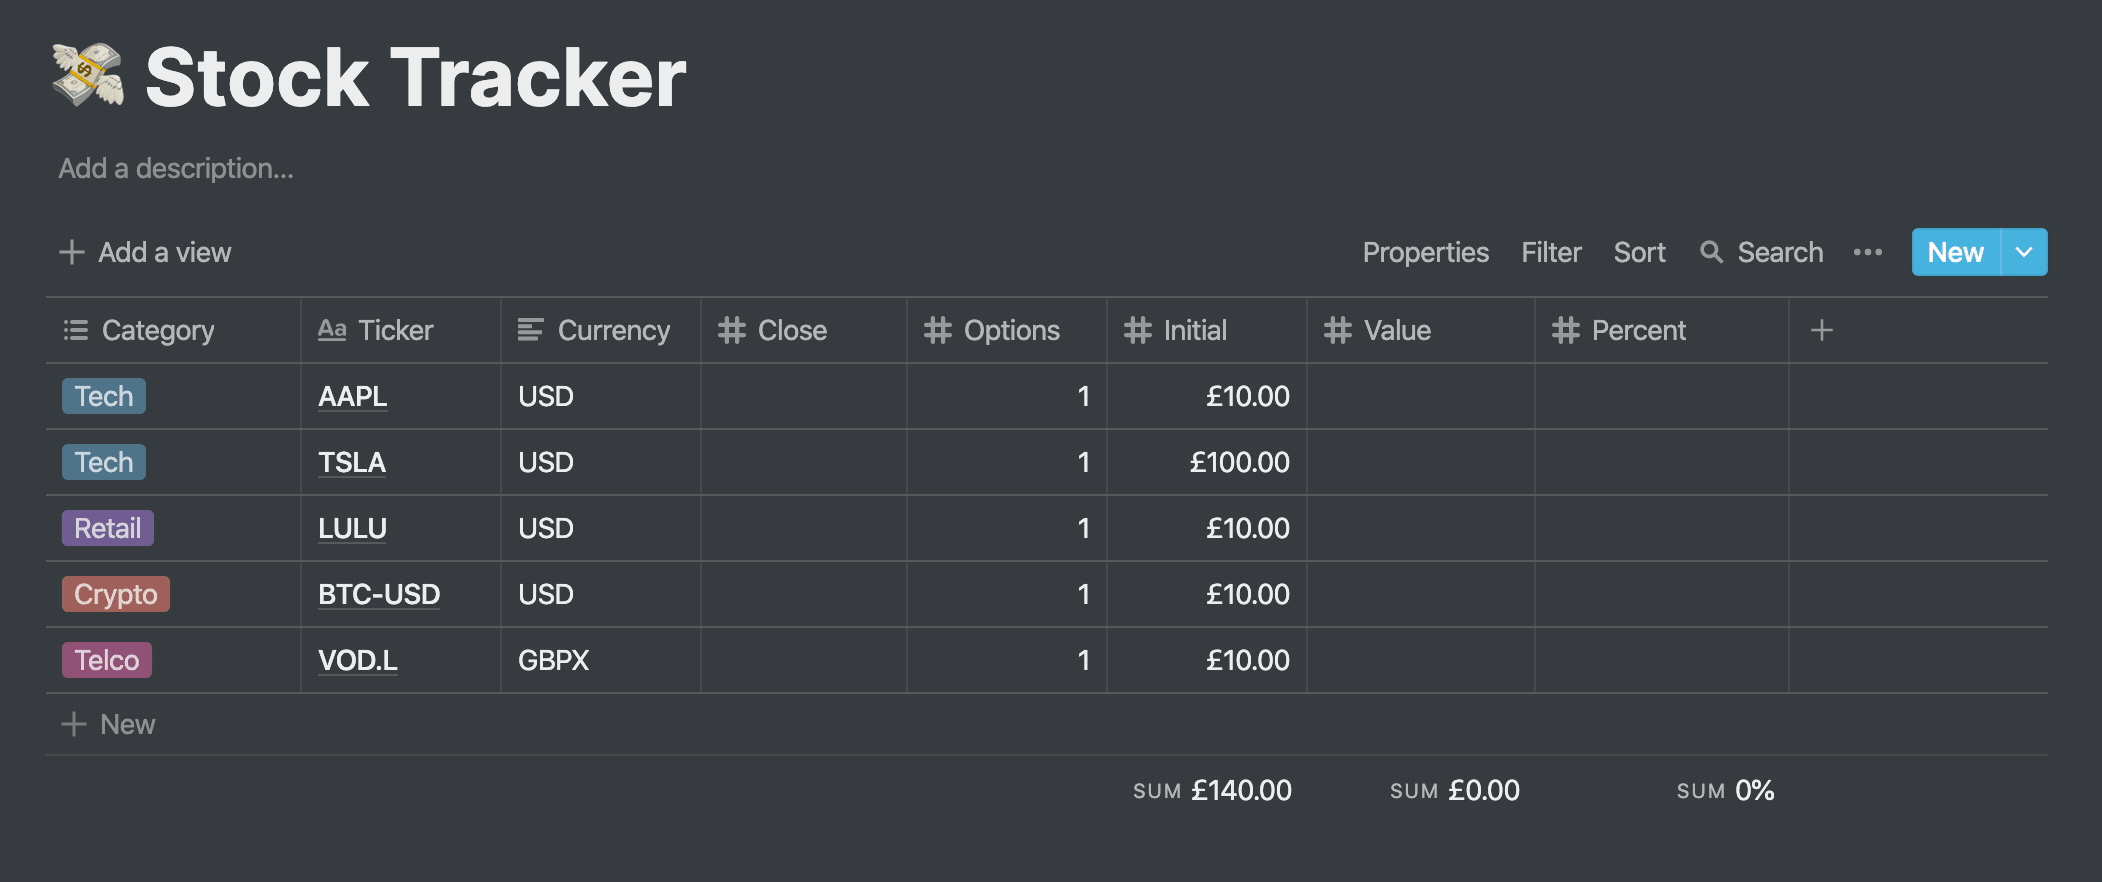 Stock Tracker
Add a description...
Add a view
Properties Filter Sort Search New
Category Ticker Currency Close Options Initial Value Percent
Tech AAPL USD 1 £10.00
Tech TSLA USD 1 £100.00
Retail LULU USD 1 £10.00
Crypto BTC-USD USD 1 £10.00
Telco VOD.L GBPX 1 £10.00
New
SUM £140.00 SUM £0.00 SUM 0%